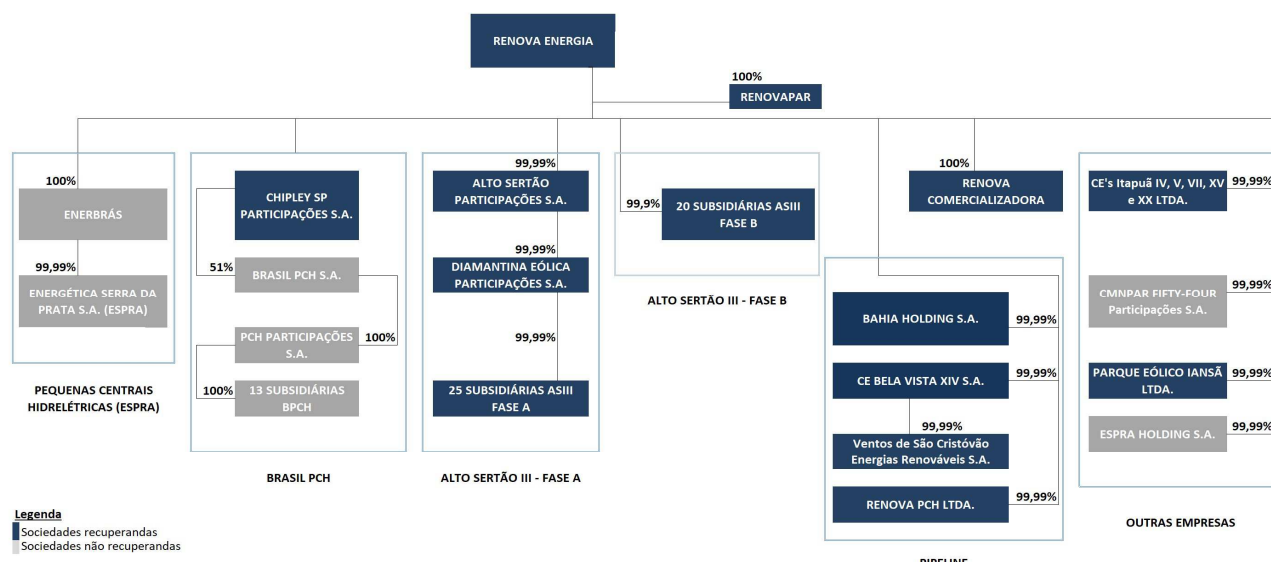 RENOVA ENERGIA
100%
RENOVAPAR
100%
ENERBRÁS
99,99%
ENERGÉTICA SERRA DA
PRATA S.A. (ESPRA)
PEQUENAS CENTRAIS
HIDRELÉTRICAS (ESPRA)
CHIPLEY SP
PARTICIPAÇÕES S.A.
51%
BRASIL PCH S.A.
PCH PARTICIPAÇÕES
S.A.
100%
100%
13 SUBSIDIÁRIAS
BPCH
BRASIL PCH
99,99%
ALTO SERTÃO
PARTICIPAÇÕES S.A.
99,99%
DIAMANTINA EÓLICA
PARTICIPAÇÕES S.A.
99,99%
25 SUBSIDIÁRIAS ASIII
FASE A
ALTO SERTÃO III - FASE A
99,9%
20 SUBSIDIÁRIAS ASIII
FASE B
ALTO SERTÃO III - FASE B
100%
RENOVA
COMERCIALIZADORA
BAHIA HOLDING S.A.
99,99%
CE BELA VISTA XIV S.A.
99,99%
99,99%
Ventos de São Cristóvão
Energias Renováveis S.A.
RENOVA PCH LTDA.
99,99%
PIPELINE
CE's Itapuã IV, V, VII, XV
e XX LTDA.
99,99%
CMNPAR FIFTY-FOUR
Participações S.A.
99,99%
PARQUE EÓLICO IANSÃ
LTDA.
99,99%
ESPRA HOLDING S.A.
99,99%
OUTRAS EMPRESAS
Legenda
Sociedades recuperandas
Sociedades não recuperandas